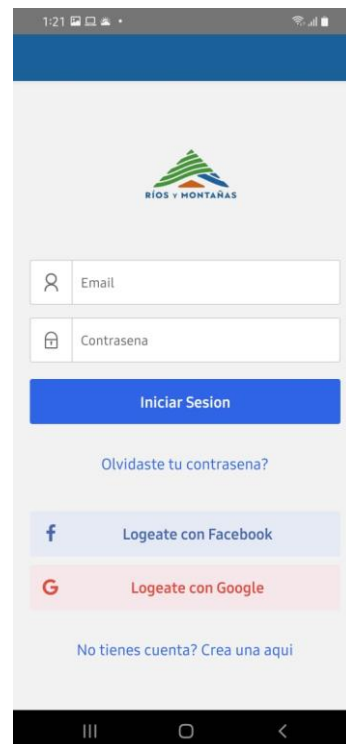 1:21
RÍOS Y MONTAÑAS
Email
Contrasena
Iniciar Sesion
Olvidaste tu contrasena?
f Logeate con Facebook
G Logeate con Google
No tienes cuenta? Crea una aqui